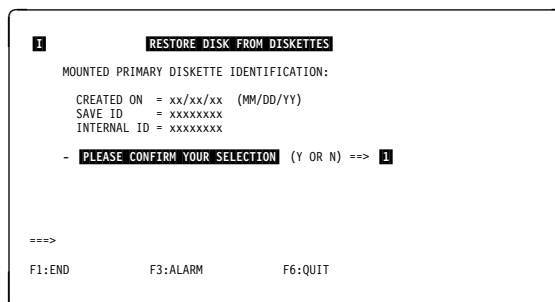 I RESTORE DISK FROM DISKETTES
MOUNTED PRIMARY DISKETTE IDENTIFICATION:
CREATED ON = xx/xx/xx (MM/DD/YY)
SAVE ID = xxxxxxxx
INTERNAL ID = xxxxxxxx
- PLEASE CONFIRM YOUR SELECTION (Y OR N) ==> 1
===>
F1:END F3:ALARM F6:QUIT